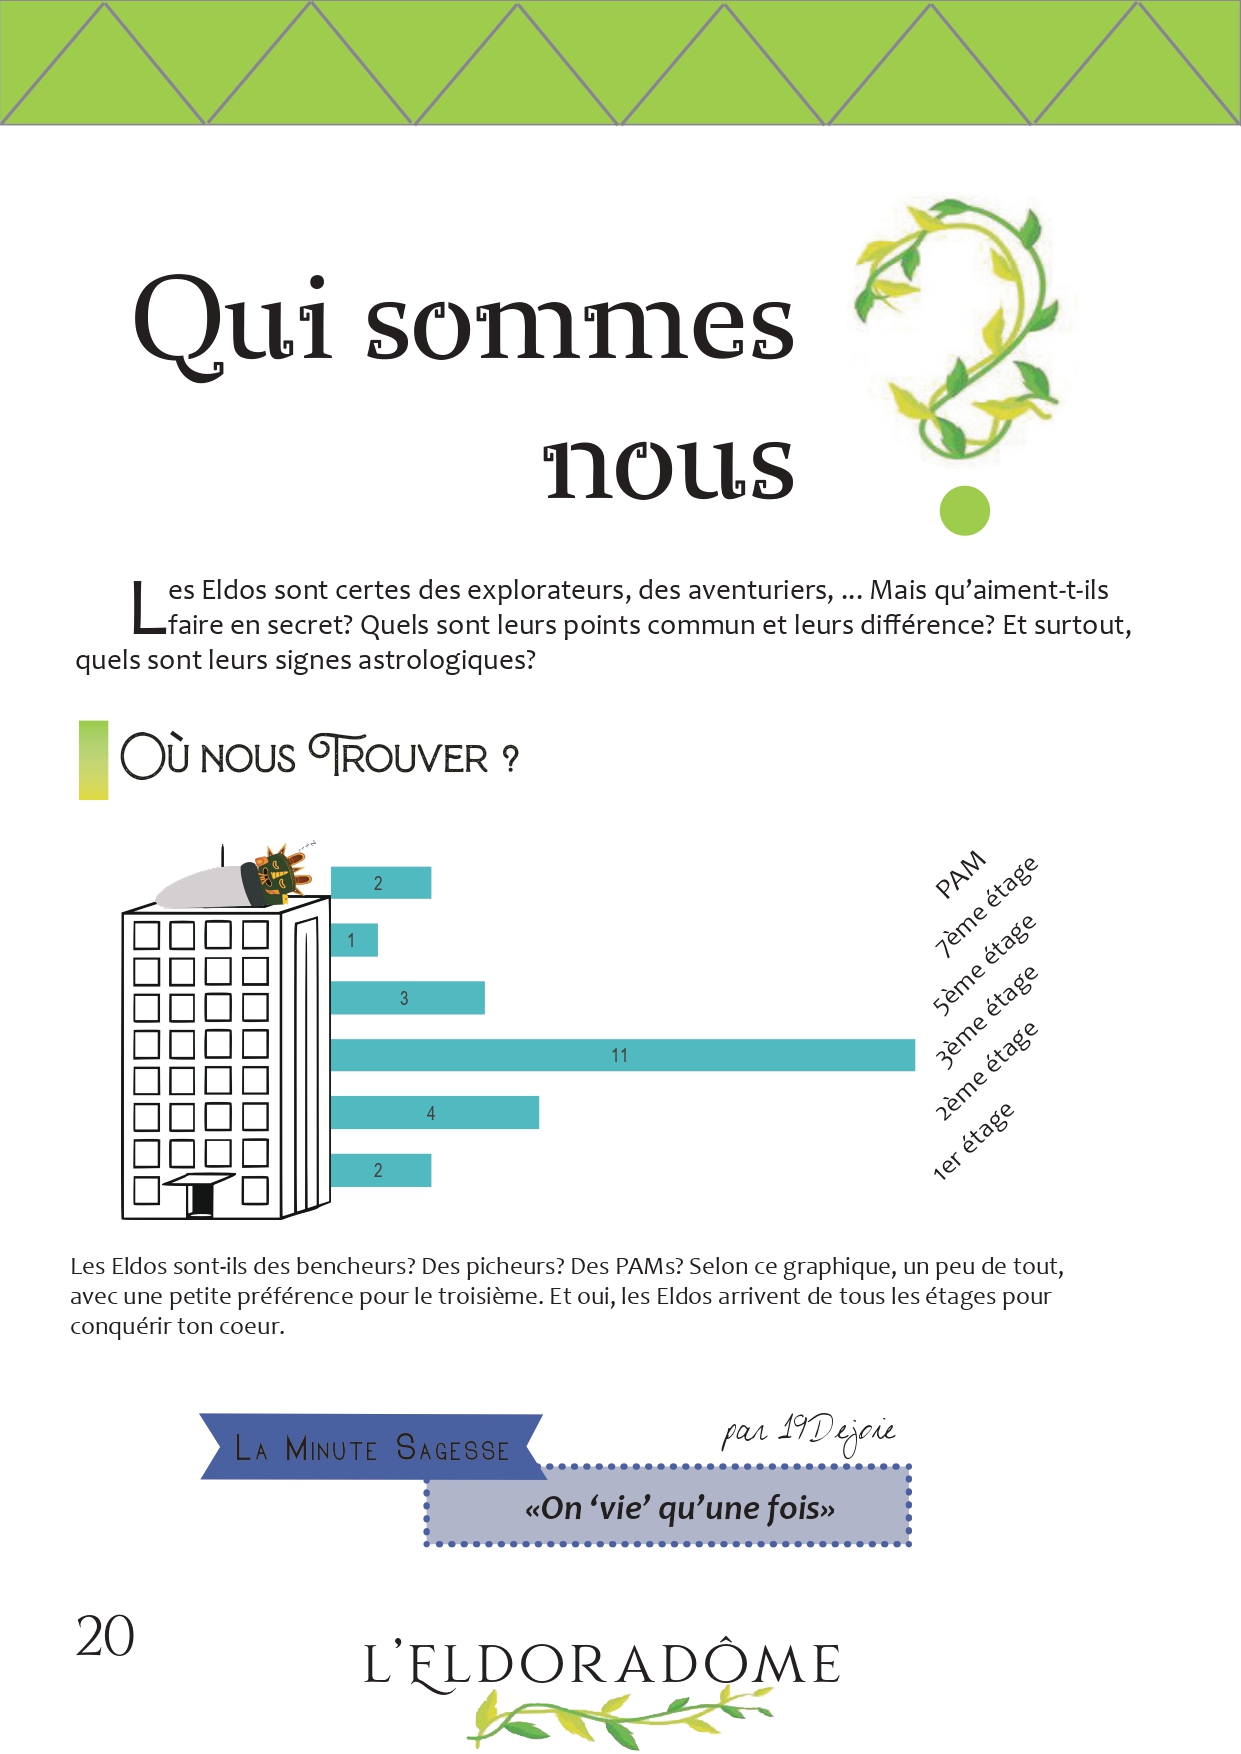 Qui sommes
nous
Les Eldos sont certes des explorateurs, des aventuriers, ... Mais qu’aiment-t-ils
faire en secret? Quels sont leurs points commun et leurs différence? Et surtout,
quels sont leurs signes astrologiques?
Où nous Trouver ?
2
PAM
1
7ème étage
3
5ème étage
11
3ème étage
4
2ème étage
2
1er étage
Les Eldos sont-ils des bencheurs? Des picheurs? Des PAMs? Selon ce graphique, un peu de tout,
avec une petite préférence pour le troisième. Et oui, les Eldos arrivent de tous les étages pour
conquérir ton coeur.
La Minute Sagesse
par 19Dejoie
«On ‘vie’ qu’une fois»
20
L’ELDORADÔME